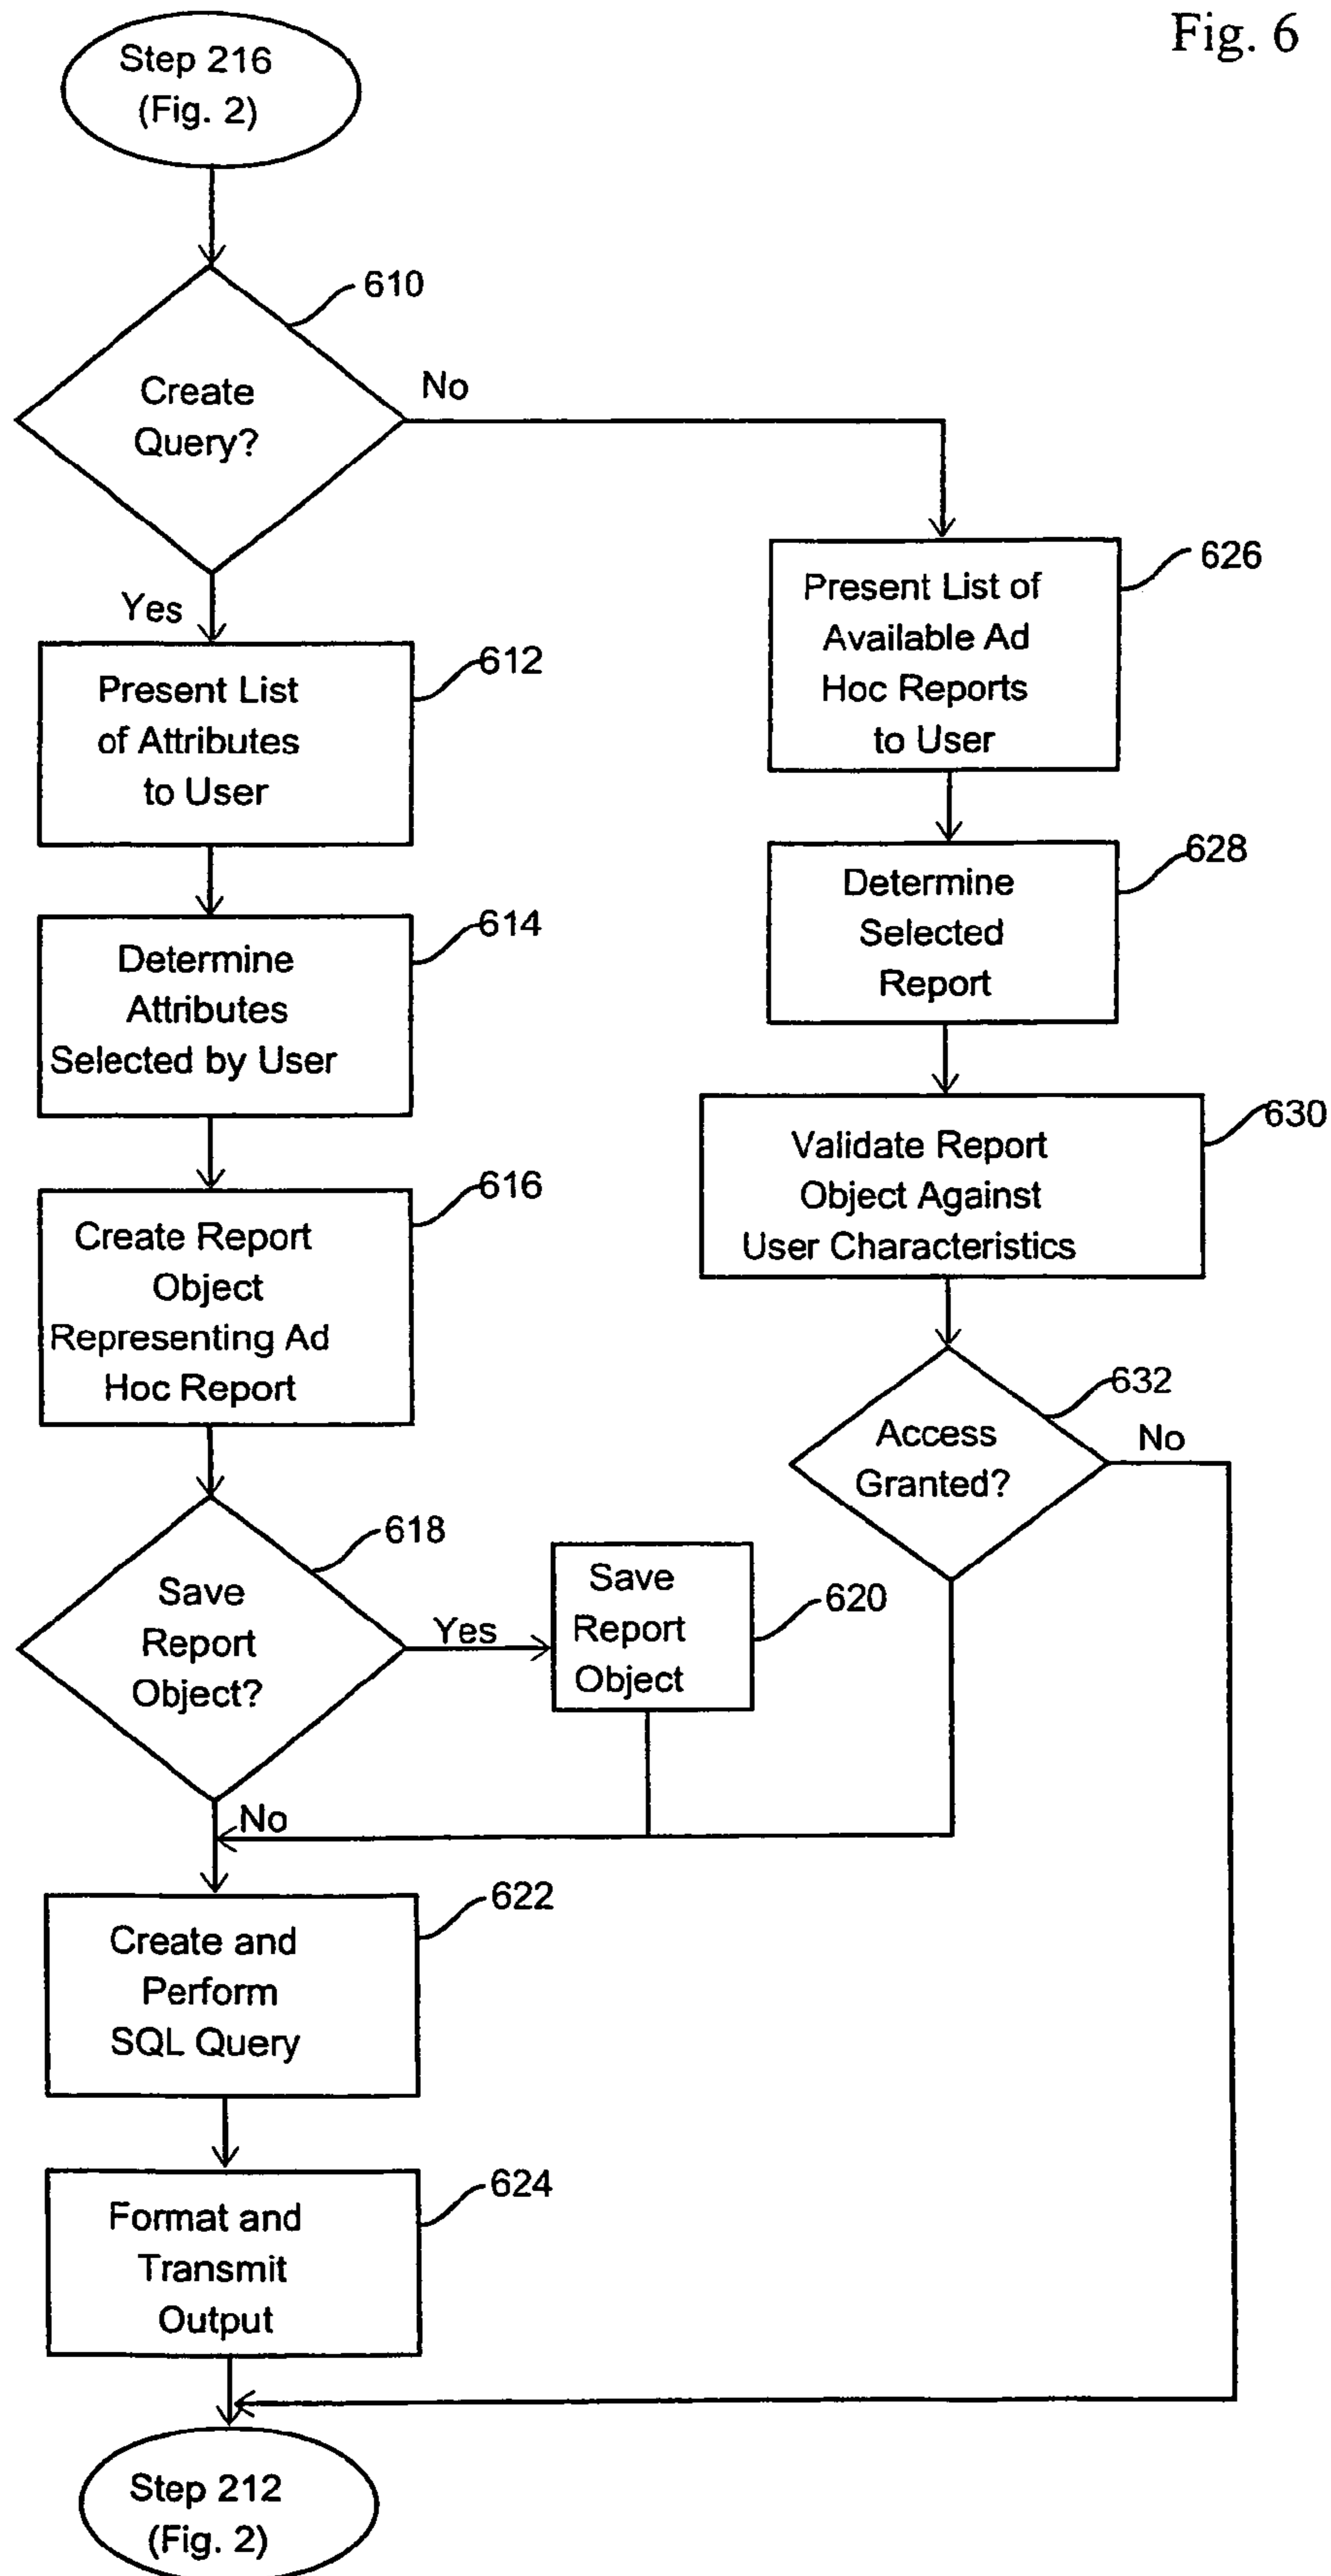 Fig. 6
Step 216
(Fig. 2)
610
Create
Query?
No
Yes
612
Present List
of Attributes
to User
614
Determine
Attributes
Selected by User
616
Create Report
Object
Representing Ad
Hoc Report
618
Save
Report
Object?
Yes
Save
Report
Object
620
No
626
Present List of
Available Ad
Hoc Reports
to User
628
Determine
Selected
Report
630
Validate Report
Object Against
User Characteristics
632
Access
Granted?
No
622
Create and
Perform
SQL Query
624
Format and
Transmit
Output
Step 212
(Fig. 2)